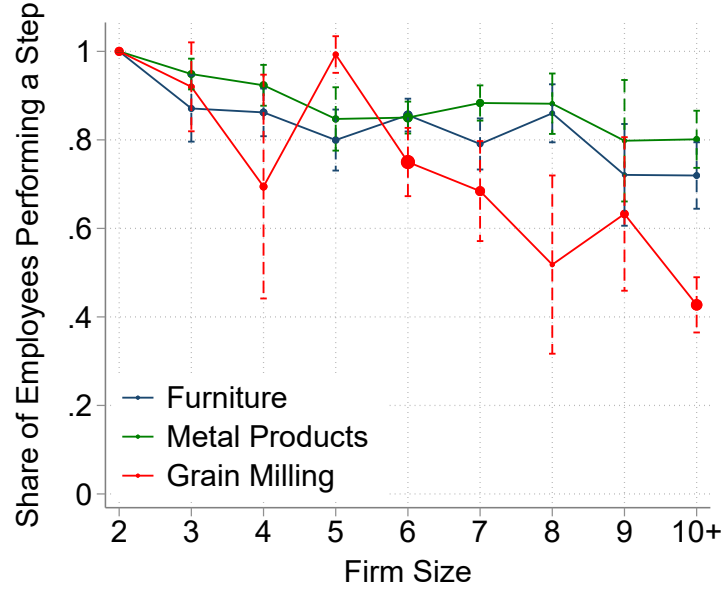 Share of Employees Performing a Step
1
.8
.6
.4
.2
0
Furniture
Metal Products
Grain Milling
2 3 4 5 6 7 8 9 10+
Firm Size